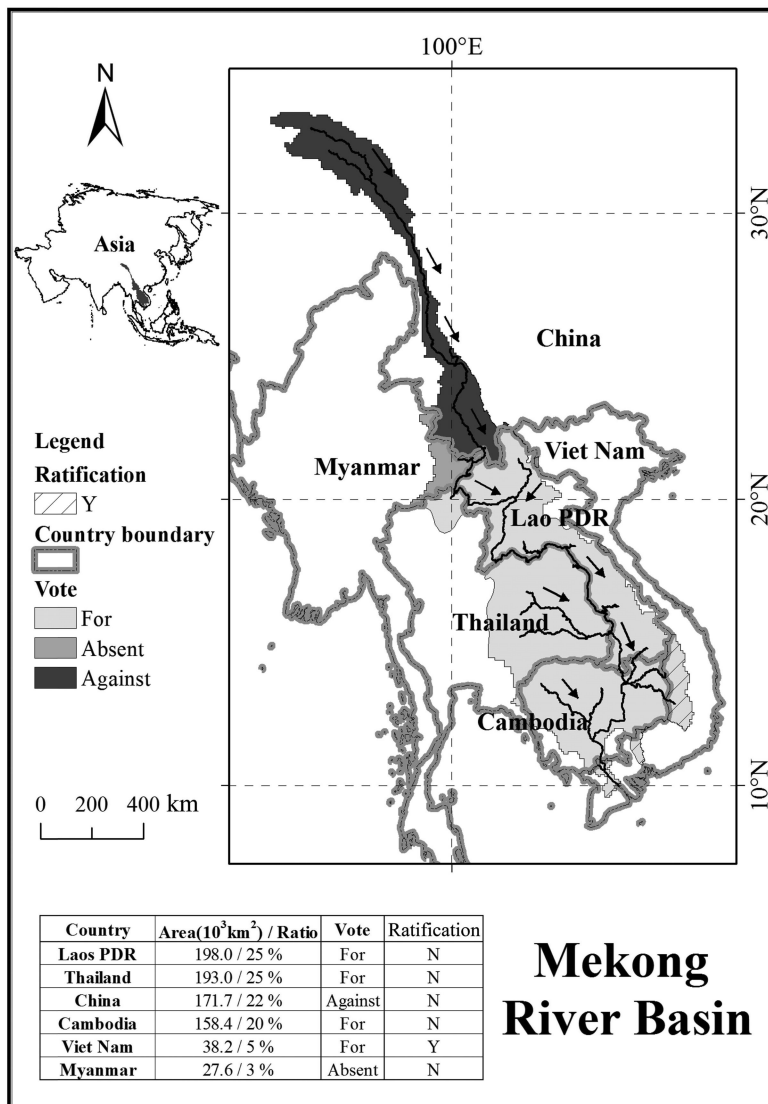 100°E
N
Asia
30°N
China
Viet Nam
Myanmar
20°N
Lao PDR
Thailand
Cambodia
10°N
Legend
Ratification
Y
Country boundary
Vote
For
Absent
Against
0 200 400 km
Country Area(10³km²) / Ratio Vote Ratification
Laos PDR 198.0 / 25 % For N
Thailand 193.0 / 25 % For N
China 171.7 / 22 % Against N
Cambodia 158.4 / 20 % For N
Viet Nam 38.2 / 5 % For Y
Myanmar 27.6 / 3 % Absent N
Mekong
River Basin